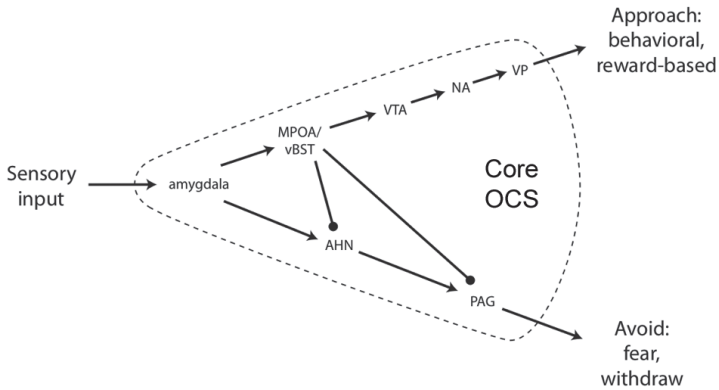 Approach:
behavioral,
reward-based
VP
NA
VTA
MPOA/
vBST
Core
OCS
Sensory
input
amygdala
AHN
PAG
Avoid:
fear,
withdraw